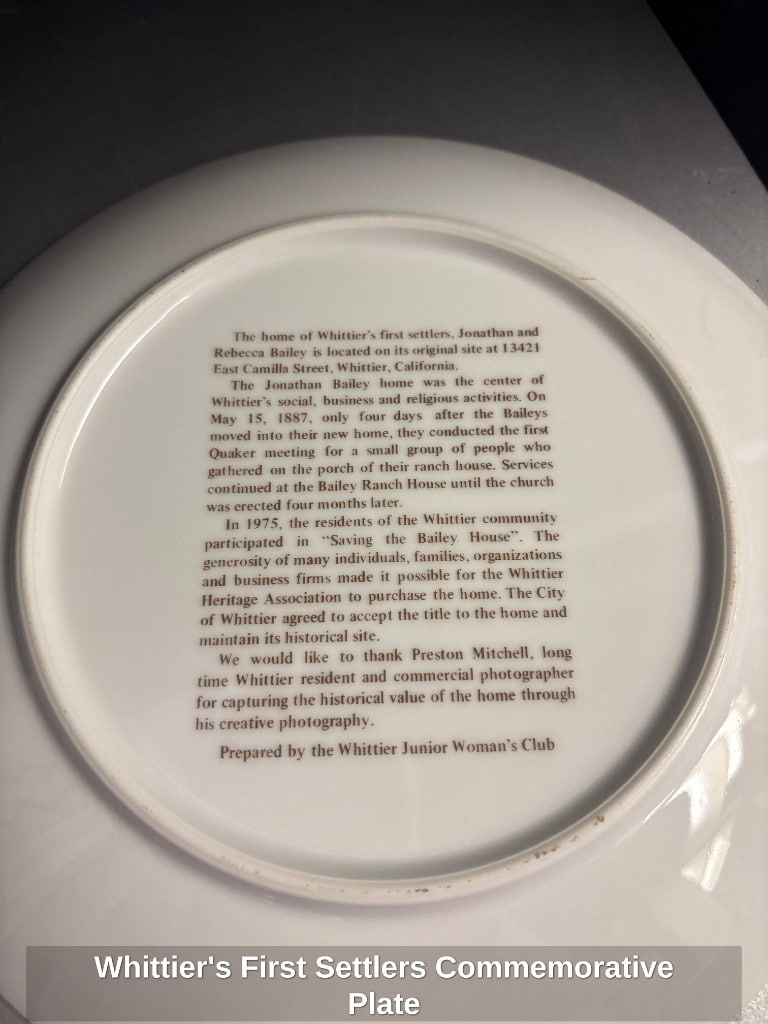 The home of Whittier's first settlers, Jonathan and
Rebecca Bailey is located on its original site at 13421
East Camilla Street, Whittier, California.
The Jonathan Bailey home was the center of
Whittier's social, business and religious activities. On
May 15, 1887, only four days after the Baileys
moved into their new home, they conducted the first
Quaker meeting for a small group of people who
gathered on the porch of their ranch house. Services
continued at the Bailey Ranch House until the church
was erected four months later.
In 1975, the residents of the Whittier community
participated in “Saving the Bailey House”. The
generosity of many individuals, families, organizations
and business firms made it possible for the Whittier
Heritage Association to purchase the home. The City
of Whittier agreed to accept the title to the home and
maintain its historical site.
We would like to thank Preston Mitchell, long
time Whittier resident and commercial photographer
for capturing the historical value of the home through
his creative photography.
Prepared by the Whittier Junior Woman's Club
Whittier's First Settlers Commemorative
Plate